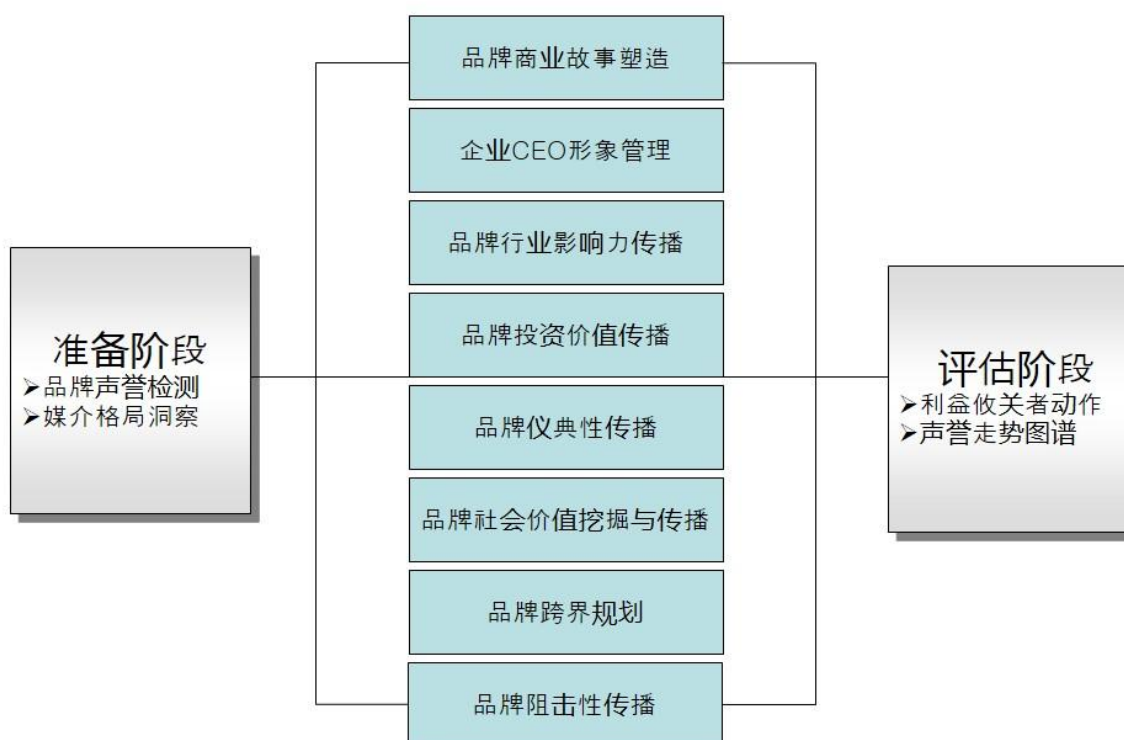 准备阶段
➢品牌声誉检测
➢媒介格局洞察
品牌商业故事塑造
企业CEO形象管理
品牌行业影响力传播
品牌投资价值传播
品牌仪典性传播
品牌社会价值挖掘与传播
品牌跨界规划
品牌阻击性传播
评估阶段
➢利益攸关者动作
➢声誉走势图谱